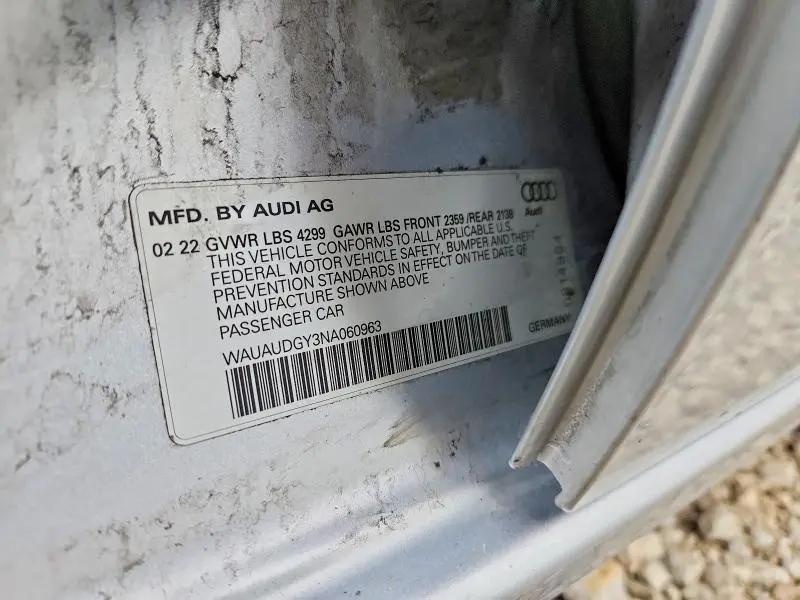 MFD. BY AUDI AG
Audi
02 22 GVWR LBS 4299 GAWR LBS FRONT 2359 /REAR 2138
THIS VEHICLE CONFORMS TO ALL APPLICABLE U.S.
FEDERAL MOTOR VEHICLE SAFETY, BUMPER AND THEFT
PREVENTION STANDARDS IN EFFECT ON THE DATE OF
MANUFACTURE SHOWN ABOVE
PASSENGER CAR
WAUAUDGY3NA060963
GERMANY